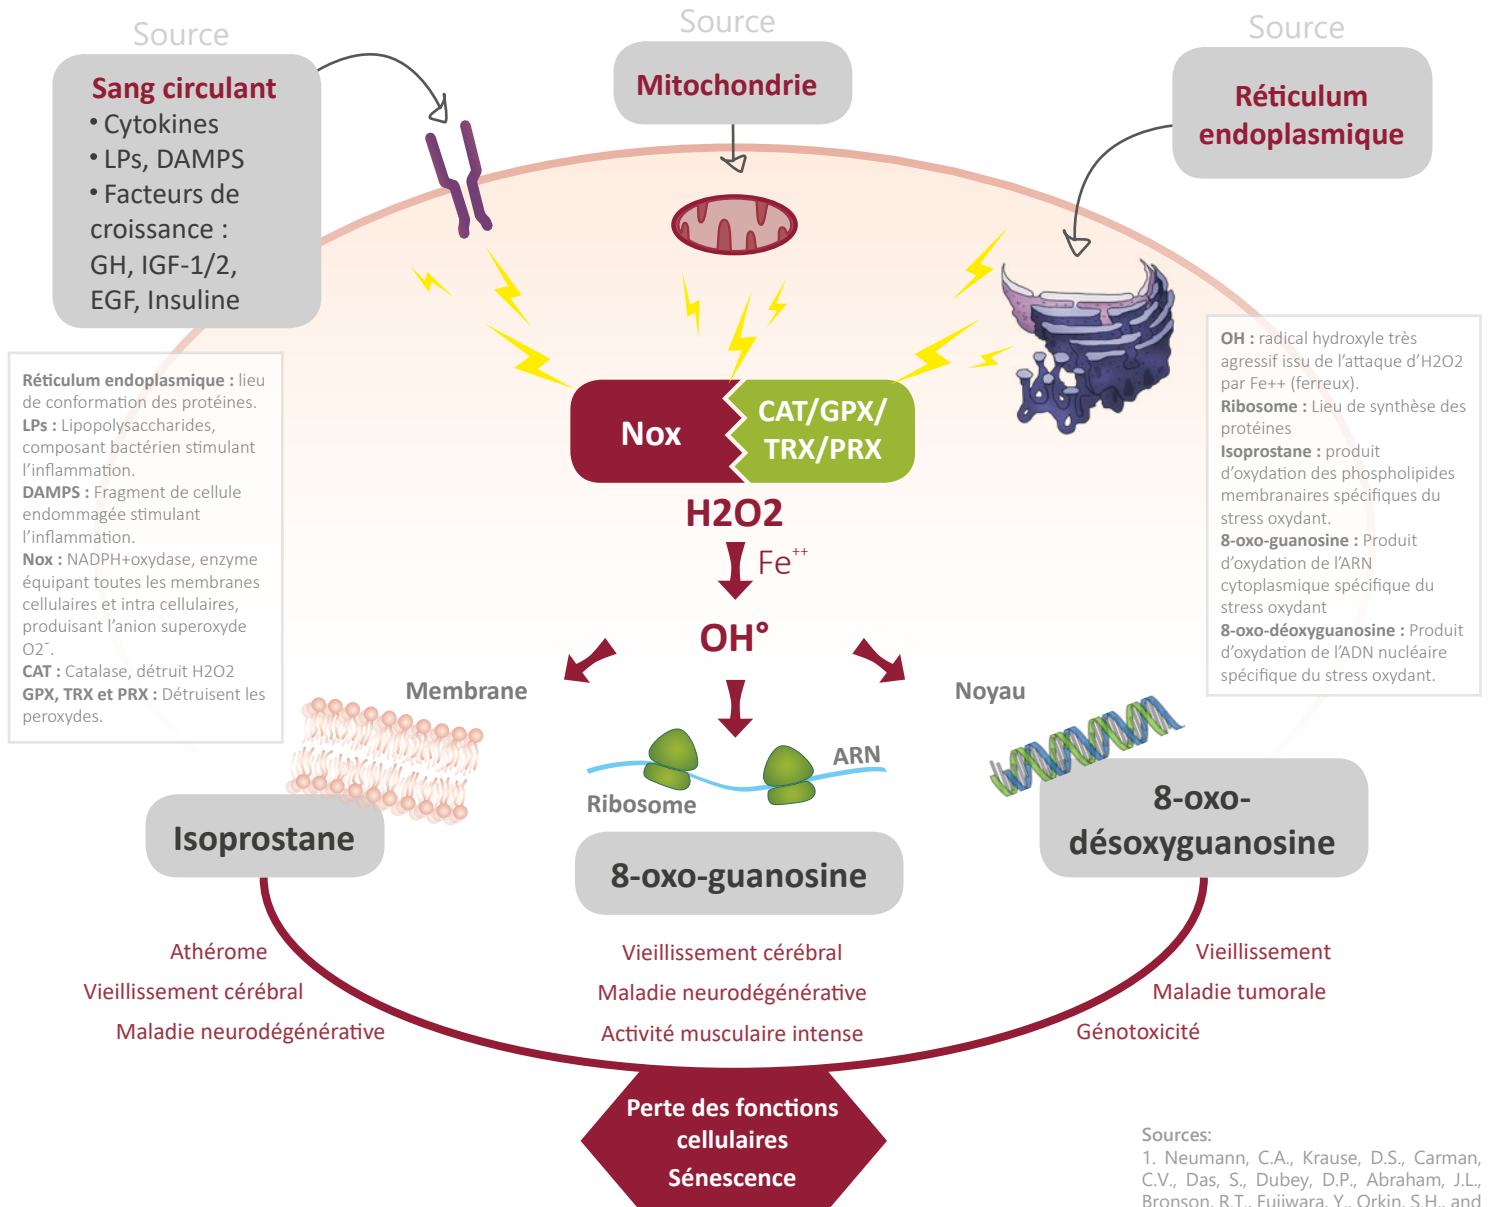 Source
Sang circulant
• Cytokines
• LPs, DAMPS
• Facteurs de
croissance :
GH, IGF-1/2,
EGF, Insuline
Source
Mitochondrie
Source
Réticulum
endoplasmique
Réticulum endoplasmique : lieu
de conformation des protéines.
LPs : Lipopolysaccharides,
composant bactérien stimulant
l’inflammation.
DAMPS : Fragment de cellule
endommagée stimulant
l’inflammation.
Nox : NADPH+oxydase, enzyme
équipant toutes les membranes
cellulaires et intra cellulaires,
produisant l’anion superoxyde
O2⁻.
CAT : Catalase, détruit H2O2
GPX, TRX et PRX : Détruisent les
peroxydes.
Nox
CAT/GPX/
TRX/PRX
H2O2
Fe⁺⁺
OH°
OH : radical hydroxyle très
agressif issu de l’attaque d’H2O2
par Fe++ (ferreux).
Ribosome : Lieu de synthèse des
protéines
Isoprostane : produit
d’oxydation des phospholipides
membranaires spécifiques du
stress oxydant.
8-oxo-guanosine : Produit
d’oxydation de l’ARN
cytoplasmique spécifique du
stress oxydant
8-oxo-déoxyguanosine : Produit
d’oxydation de l’ADN nucléaire
spécifique du stress oxydant.
Membrane
Noyau
ARN
Ribosome
Isoprostane
8-oxo-guanosine
8-oxo-
désoxyguanosine
Athérome
Vieillissement cérébral
Maladie neurodégénérative
Vieillissement cérébral
Maladie neurodégénérative
Activité musculaire intense
Vieillissement
Maladie tumorale
Génotoxicité
Perte des fonctions
cellulaires
Sénescence
Sources:
1. Neumann, C.A., Krause, D.S., Carman,
C.V., Das, S., Dubey, D.P., Abraham, J.L.,
Bronson, R.T., Fujiwara, Y., Orkin, S.H., and